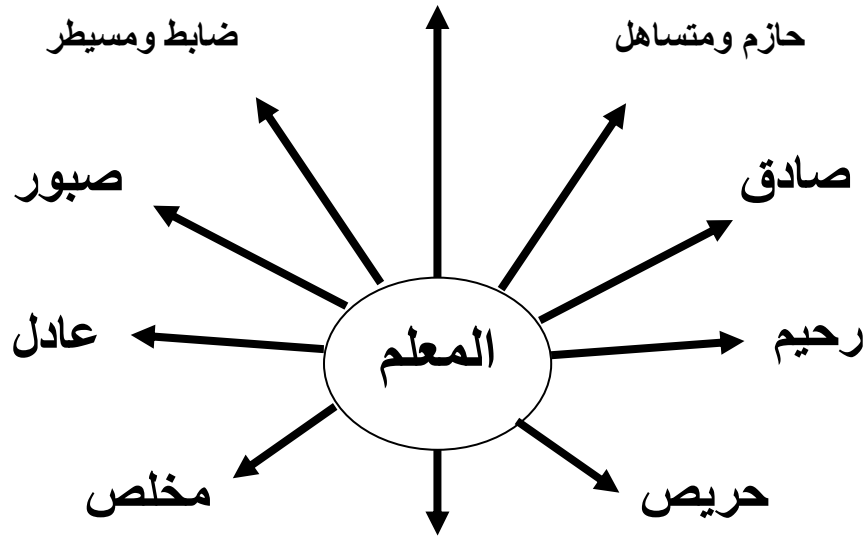 حازم ومتساهل
ضابط ومسيطر
صادق
صبور
رحيم
المعلم
عادل
حريص
مخلص